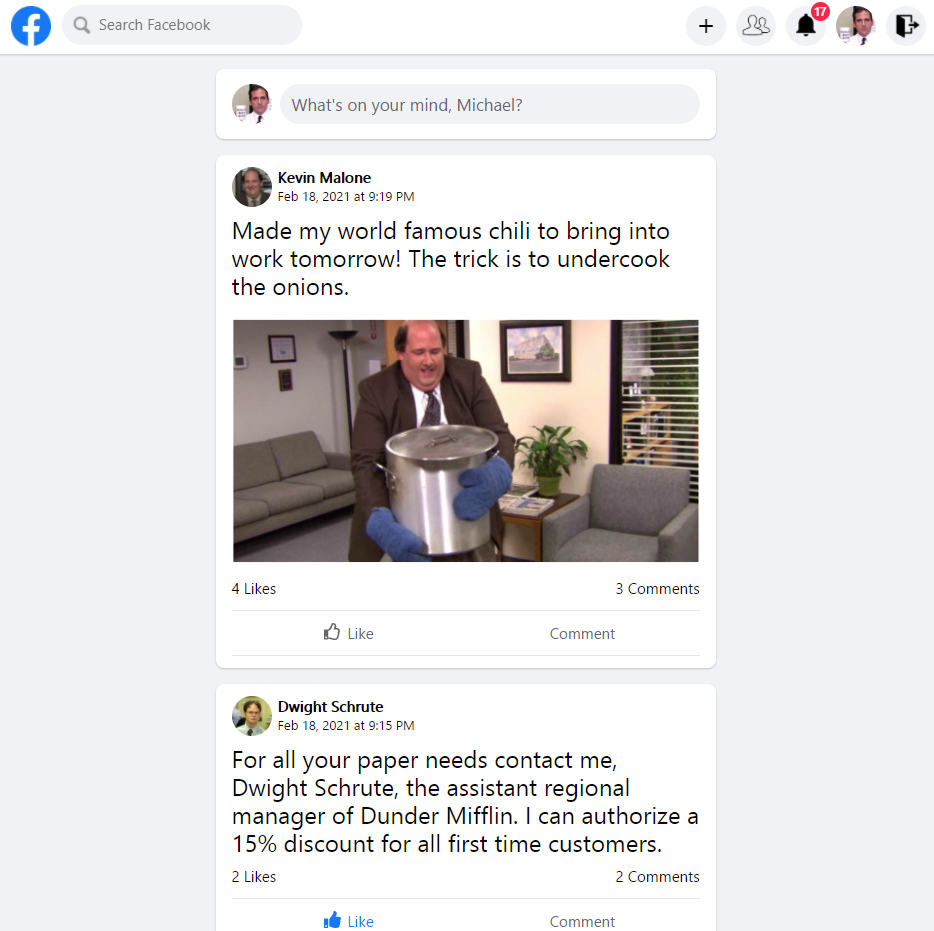 Search Facebook
17
What's on your mind, Michael?
Kevin Malone
Feb 18, 2021 at 9:19 PM
Made my world famous chili to bring into
work tomorrow! The trick is to undercook
the onions.
4 Likes
3 Comments
Like
Comment
Dwight Schrute
Feb 18, 2021 at 9:15 PM
For all your paper needs contact me,
Dwight Schrute, the assistant regional
manager of Dunder Mifflin. I can authorize a
15% discount for all first time customers.
2 Likes
2 Comments
Like
Comment